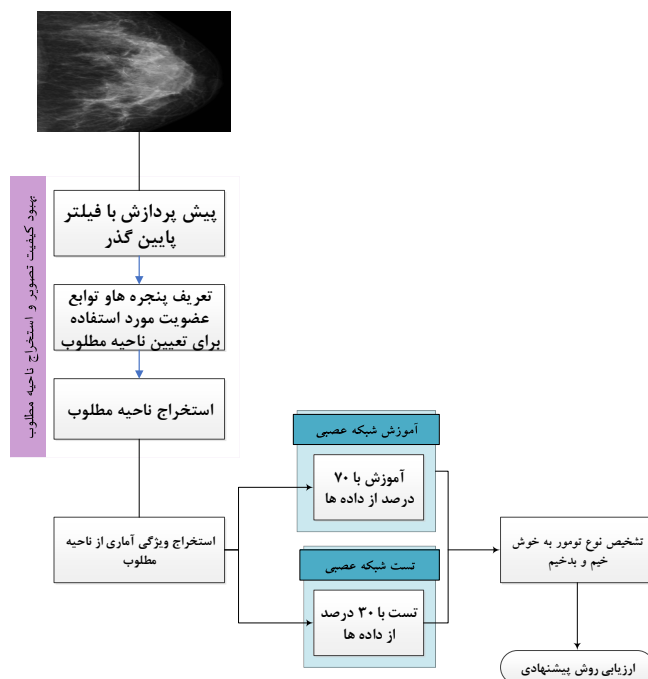 بهبود کیفیت تصویر و استخراج ناحیه مطلوب
پیش پردازش با فیلتر
پایین گذر
تعریف پنجره هاو توابع
عضویت مورد استفاده
برای تعیین ناحیه مطلوب
استخراج ناحیه مطلوب
استخراج ویژگی آماری از ناحیه
مطلوب
آموزش شبکه عصبی
آموزش با ۷۰
درصد از داده ها
تست شبکه عصبی
تست با ۳۰ درصد
از داده ها
تشخیص نوع تومور به خوش
خیم و بدخیم
ارزیابی روش پیشنهادی